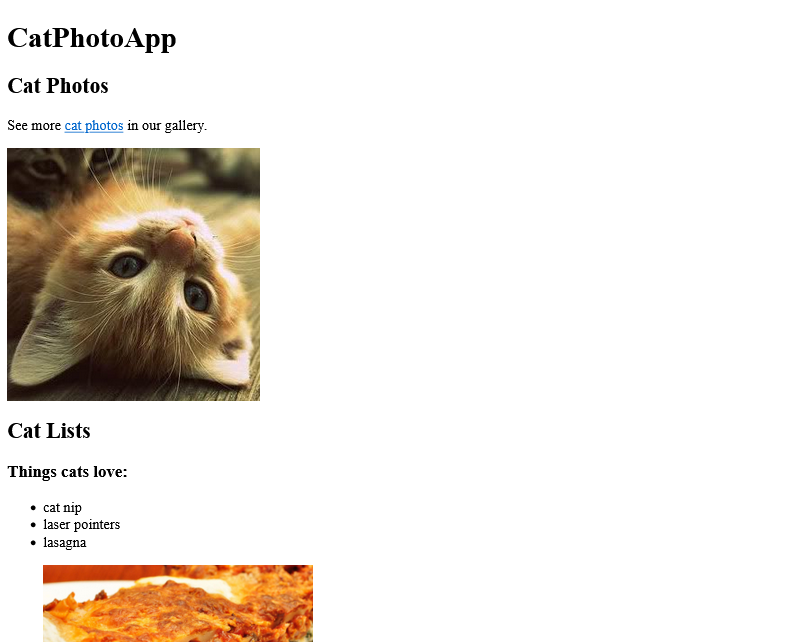 CatPhotoApp
Cat Photos
See more cat photos in our gallery.
Cat Lists
Things cats love:
cat nip
laser pointers
lasagna